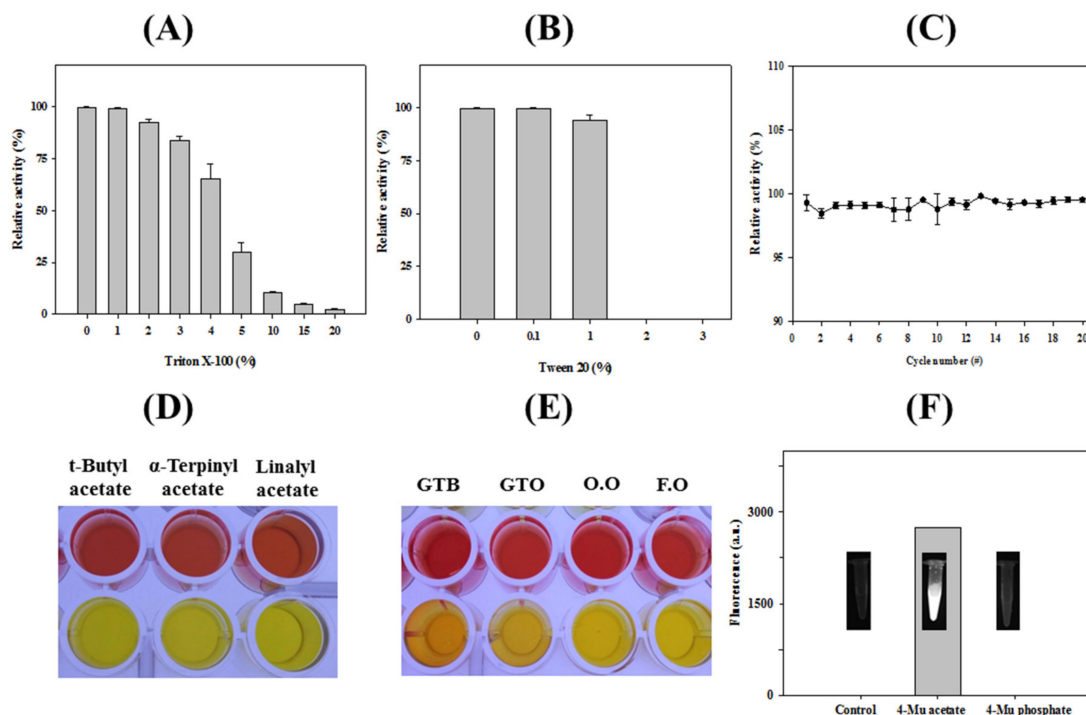 (A)
Relative activity (%)
100
75
50
25
0
0 1 2 3 4 5 10 15 20
Triton X-100 (%)
(B)
Relative activity (%)
100
75
50
25
0
0 0.1 1 2 3
Tween 20 (%)
(C)
Relative activity (%)
110
105
100
95
90
0 2 4 6 8 10 12 14 16 18 20
Cycle number (#)
(D)
t-Butyl α-Terpinyl Linalyl
acetate acetate acetate
(E)
GTB GTO O.O F.O
(F)
Fluorescence (a.u.)
3000
1500
0
Control 4-Mu acetate 4-Mu phosphate